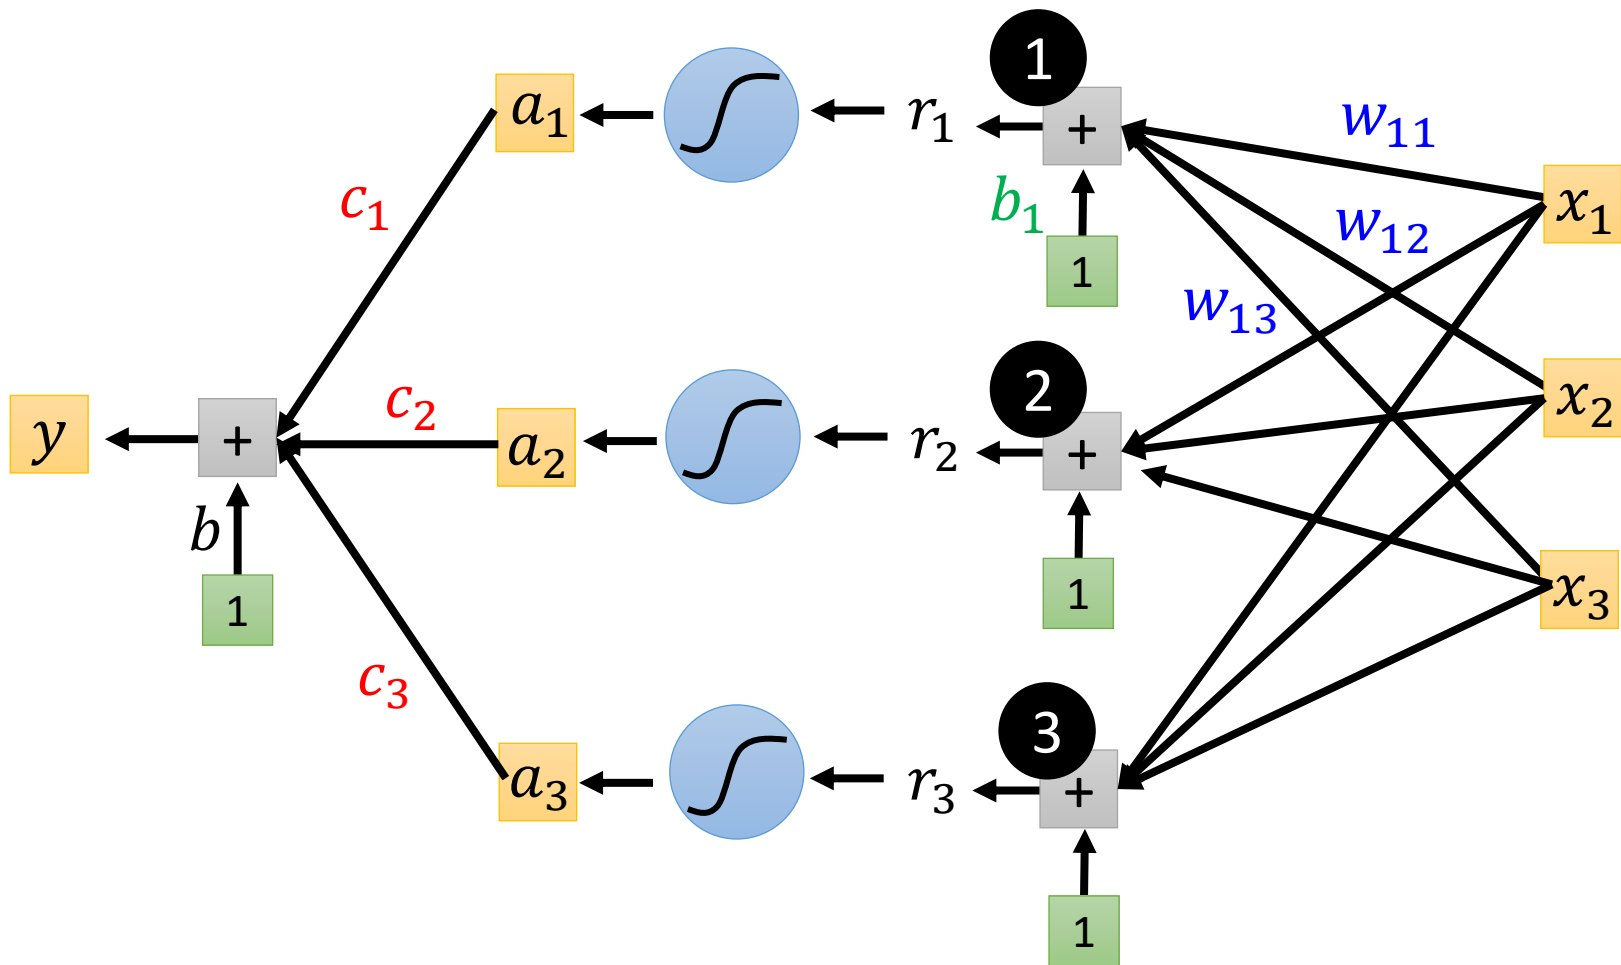 1
a₁
r₁
+
w₁₁
c₁
b₁
x₁
w₁₂
1
w₁₃
2
c₂
x₂
y
+
a₂
r₂
+
b
1
1
x₃
c₃
3
a₃
r₃
+
1